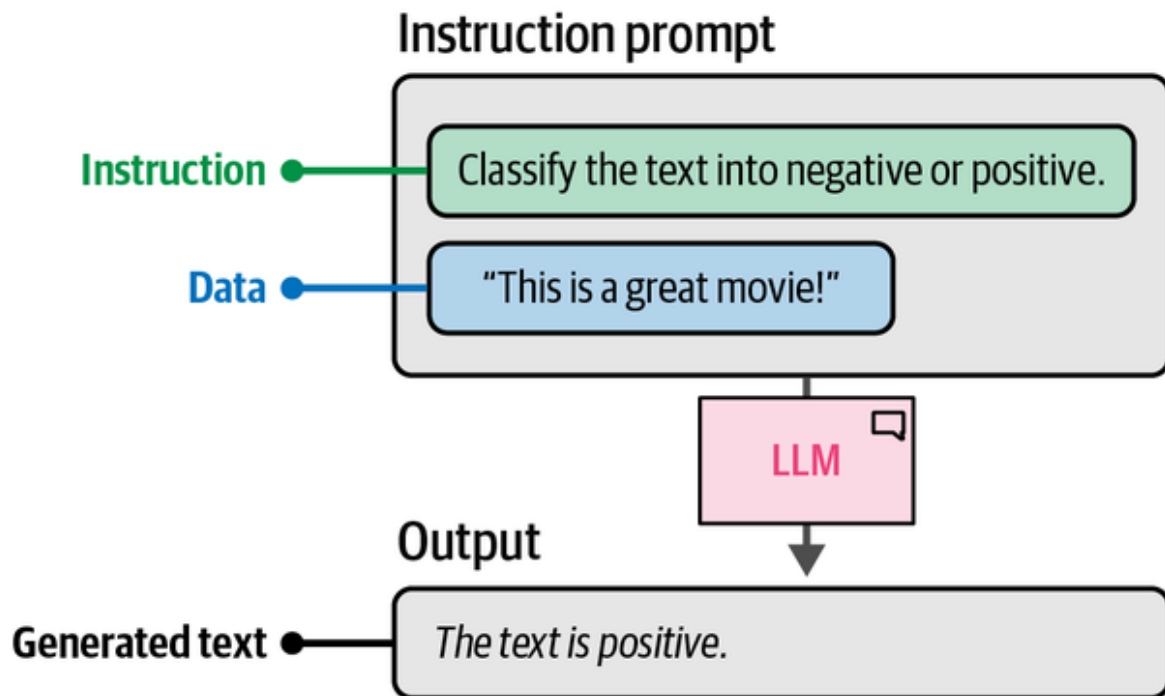 Instruction prompt
Instruction
Classify the text into negative or positive.
Data
“This is a great movie!”
LLM
Output
Generated text
The text is positive.